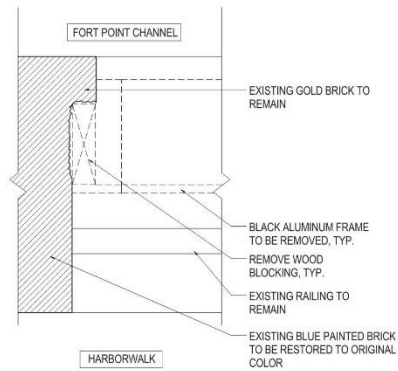 FORT POINT CHANNEL
EXISTING GOLD BRICK TO
REMAIN
BLACK ALUMINUM FRAME
TO BE REMOVED, TYP.
REMOVE WOOD
BLOCKING, TYP.
EXISTING RAILING TO
REMAIN
EXISTING BLUE PAINTED BRICK
TO BE RESTORED TO ORIGINAL
COLOR
HARBORWALK